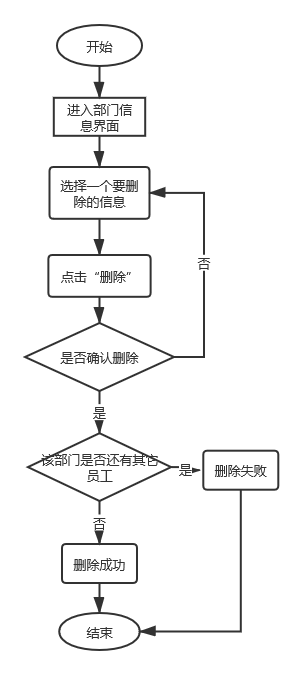 开始
进入部门信
息界面
选择一个要删
除的信息
点击“删除”
否
是否确认删除
是
该部门是否还有其它
员工
是
删除失败
否
删除成功
结束